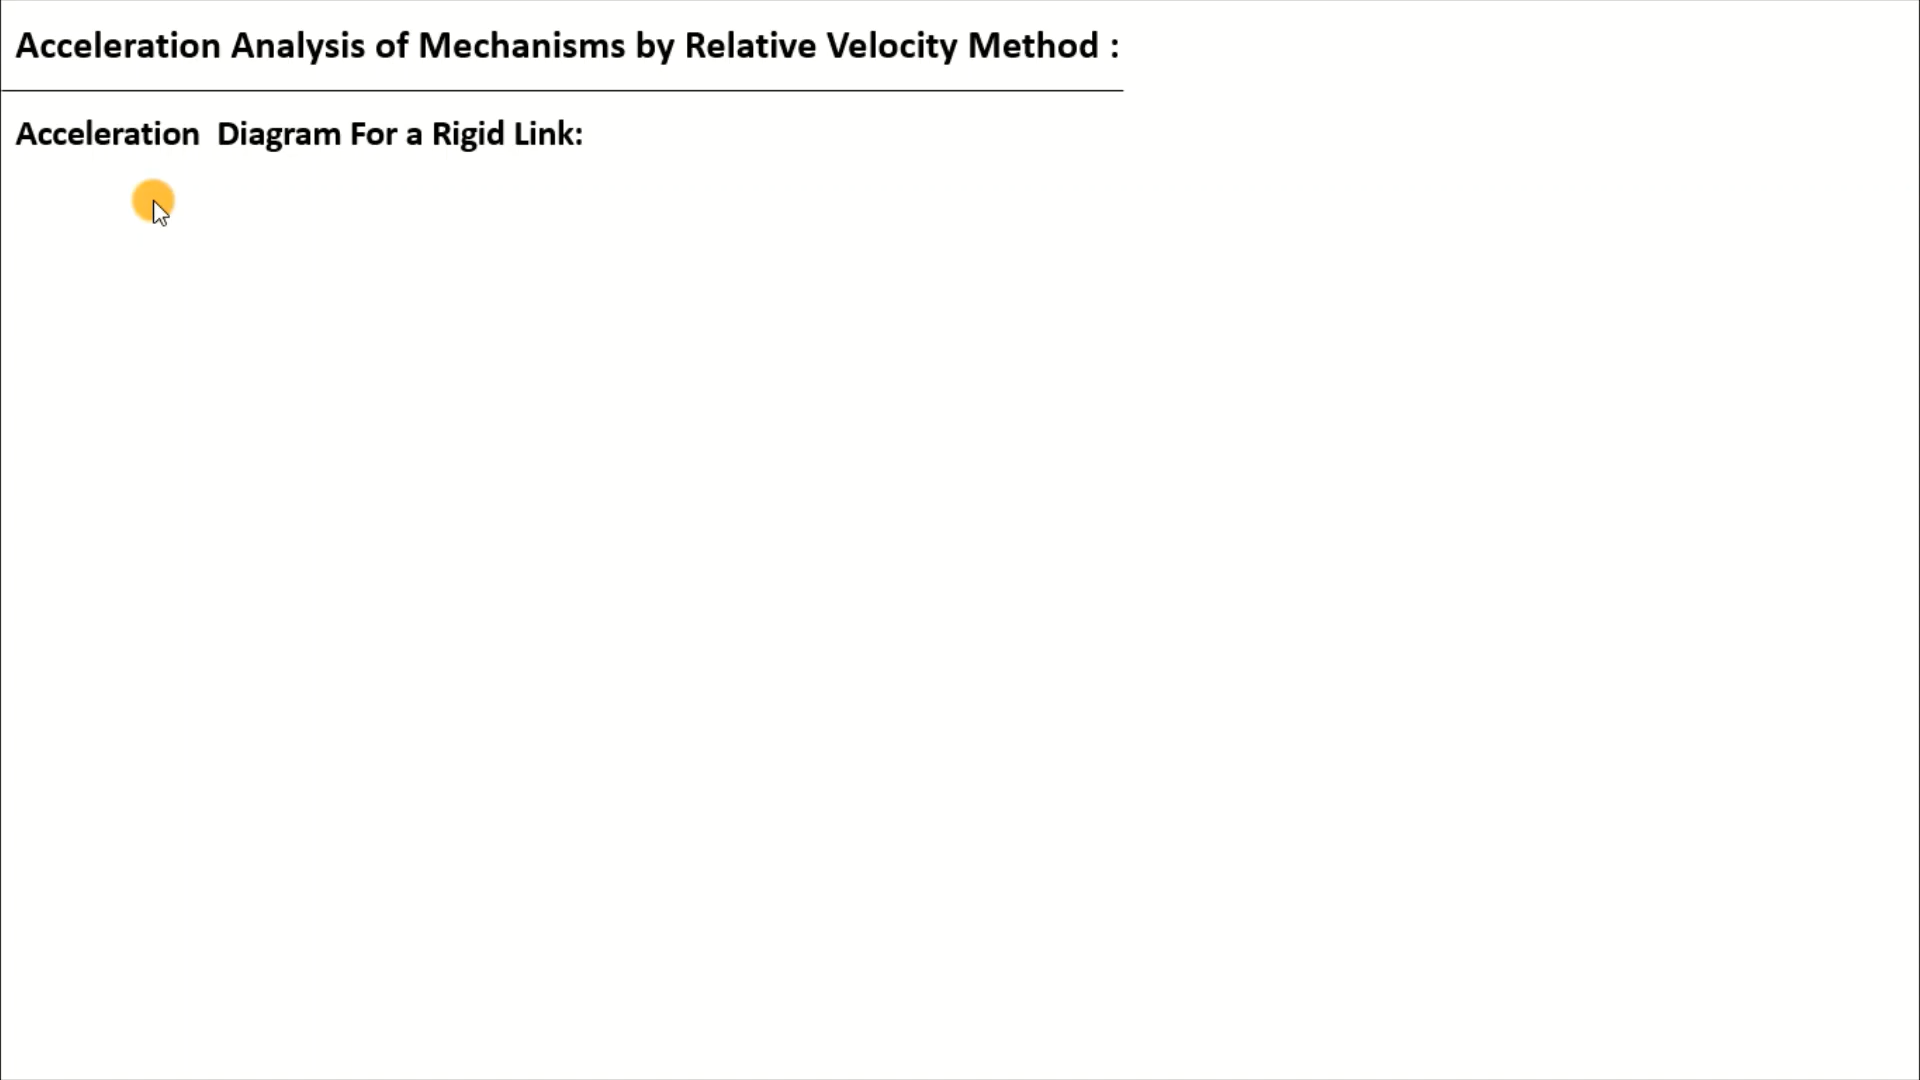 Acceleration Analysis of Mechanisms by Relative Velocity Method :
Acceleration  Diagram For a Rigid Link: